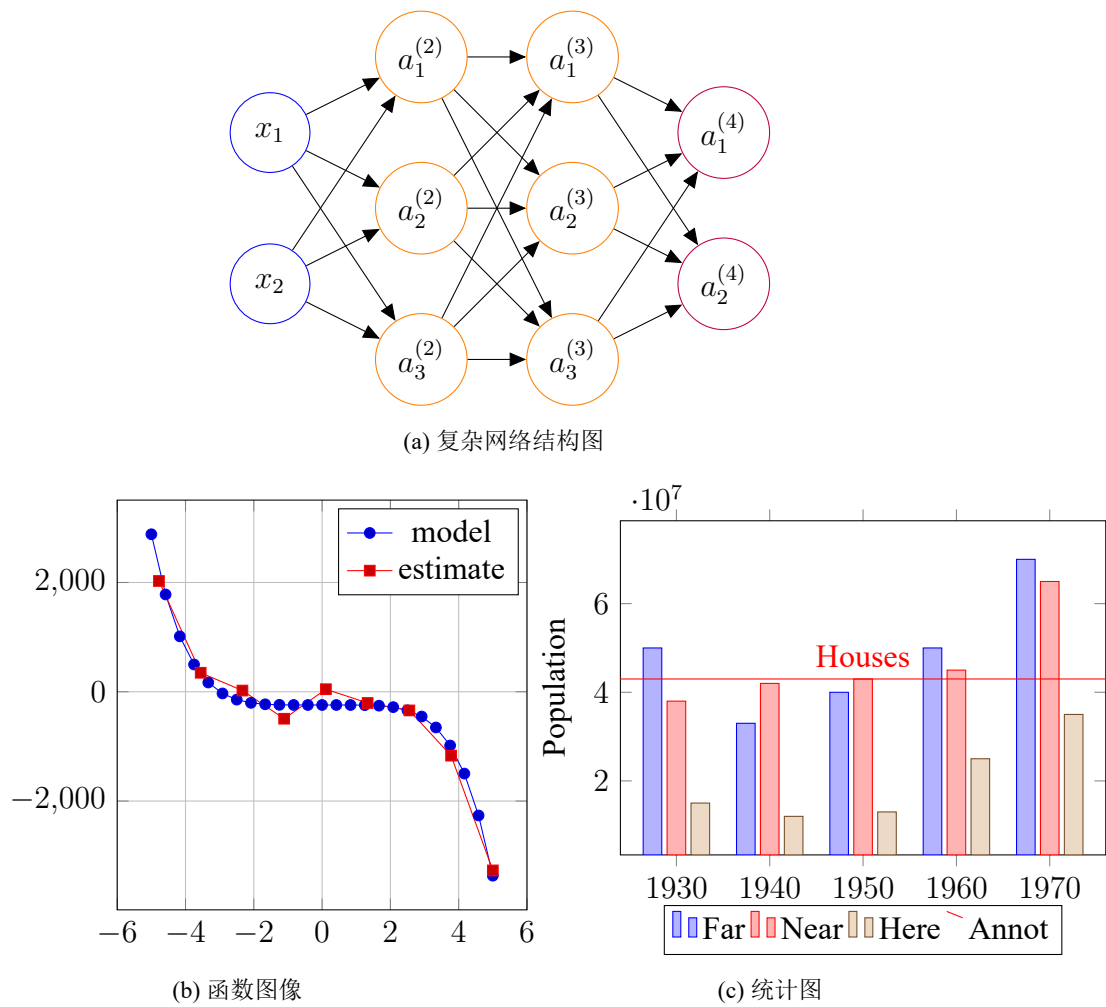 a_1^{(2)} a_1^{(3)}
x_1 a_1^{(4)}
a_2^{(2)} a_2^{(3)}
x_2 a_2^{(4)}
a_3^{(2)} a_3^{(3)}
(a) 复杂网络结构图
model
estimate
2,000
0
−2,000
−6 −4 −2 0 2 4 6
(b) 函数图像
·10^7
Population
6
4
2
Houses
1930 1940 1950 1960 1970
Far Near Here Annot
(c) 统计图